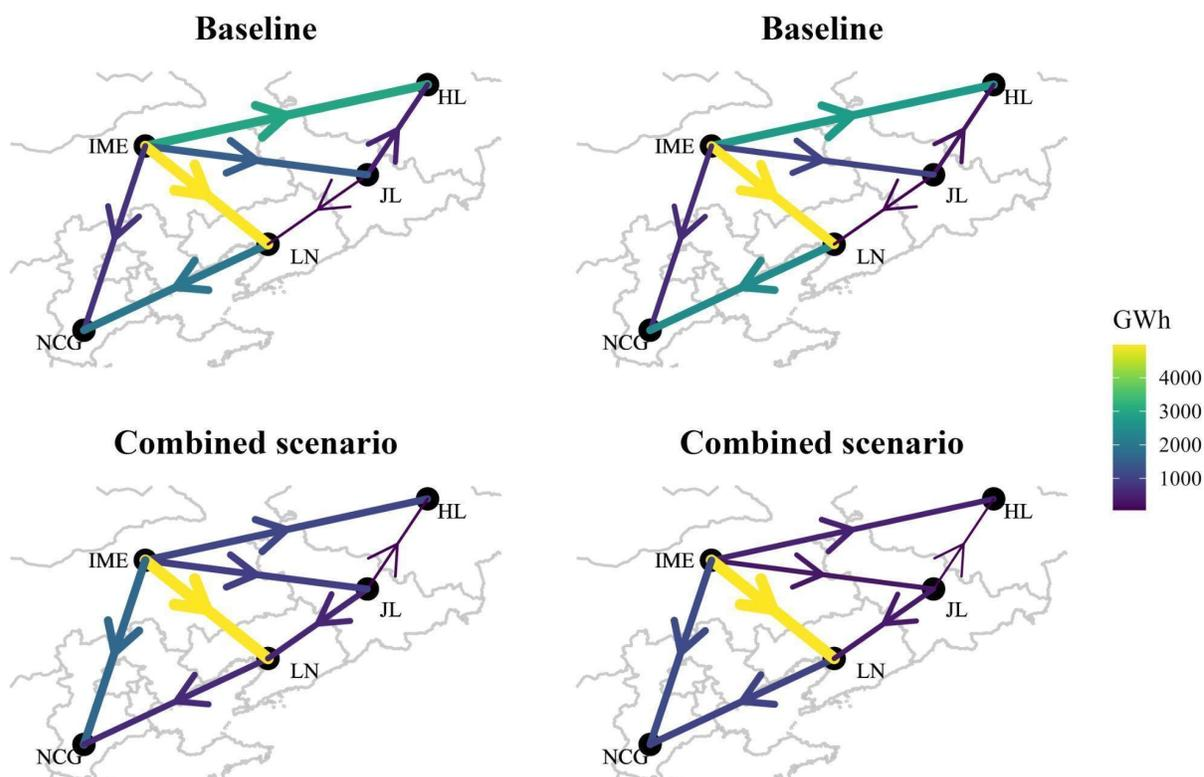 Baseline
Baseline
HL
HL
IME
IME
JL
JL
LN
LN
NCG
NCG
GWh
4000
3000
2000
1000
Combined scenario
Combined scenario
HL
HL
IME
IME
JL
JL
LN
LN
NCG
NCG